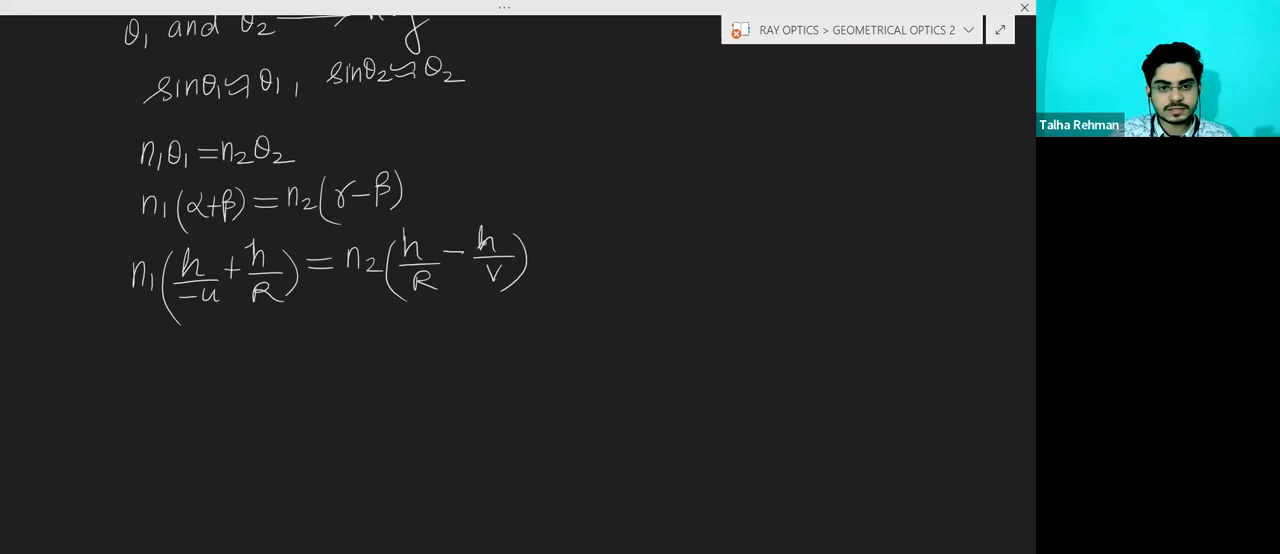 θ₁ and θ₂
RAY OPTICS > GEOMETRICAL OPTICS 2
sinθ₁≈θ₁, sinθ₂≈θ₂
Talha Rehman
n₁θ₁=n₂θ₂
n₁(α+β)=n₂(γ-β)
n₁(h/-u + h/R) = n₂(h/R - h/v)